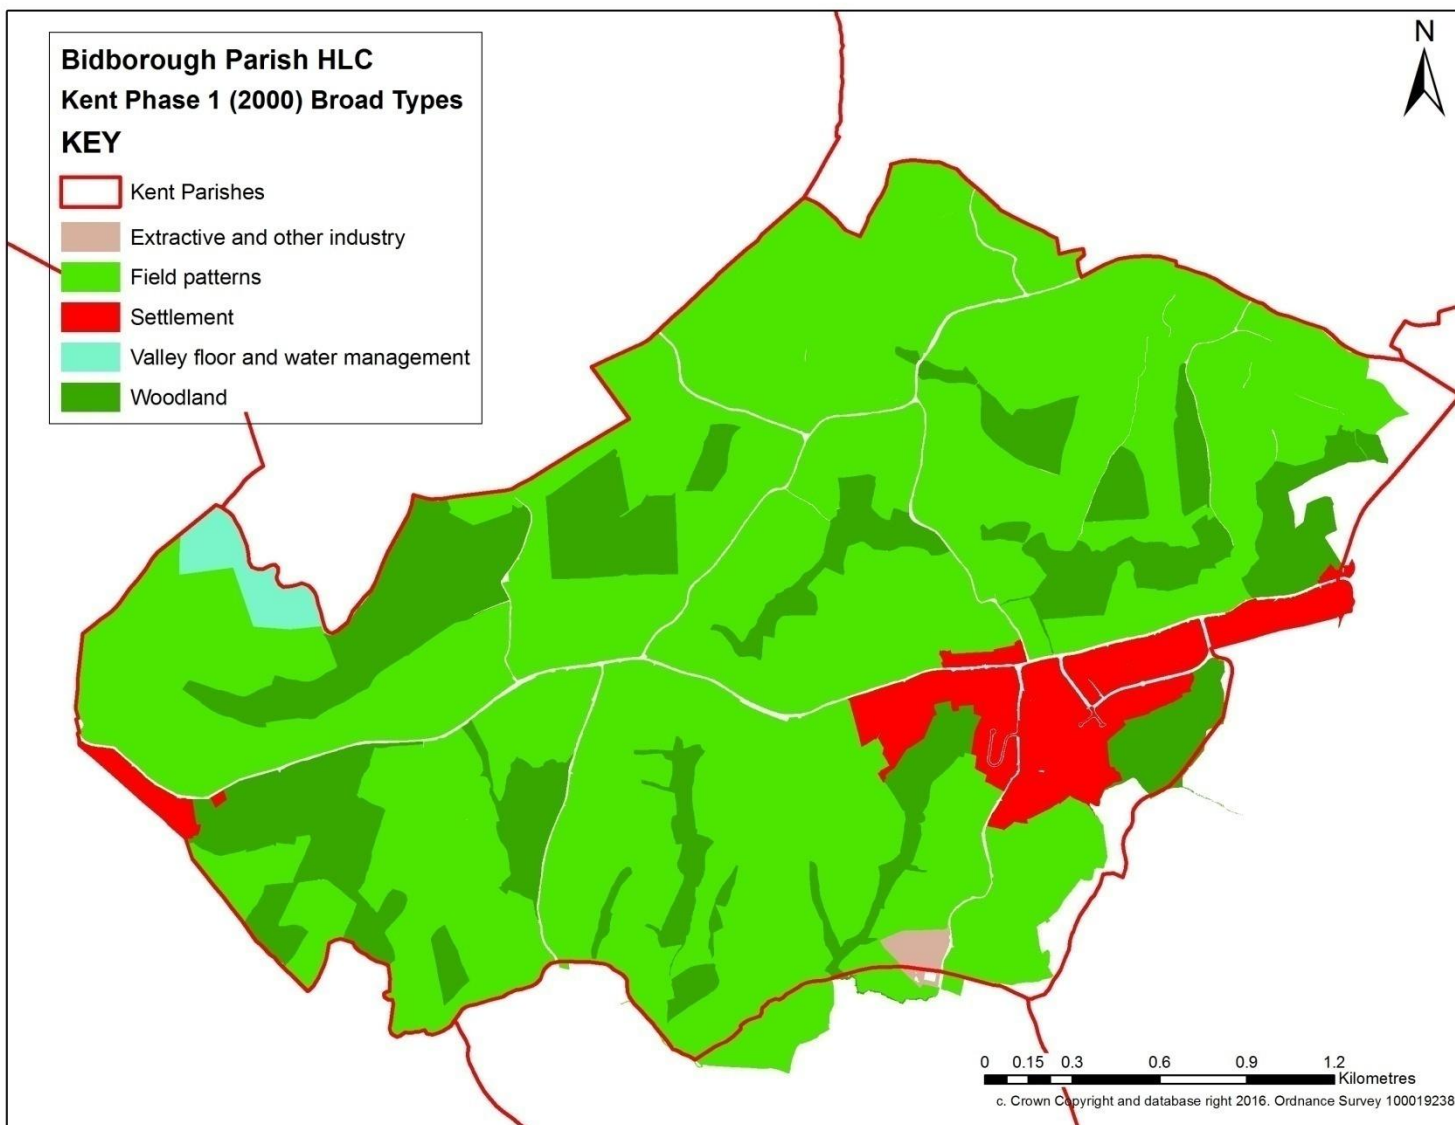 Bidborough Parish HLC
Kent Phase 1 (2000) Broad Types
KEY
Kent Parishes
Extractive and other industry
Field patterns
Settlement
Valley floor and water management
Woodland
N
0 0.15 0.3 0.6 0.9 1.2
Kilometres
c. Crown Copyright and database right 2016. Ordnance Survey 100019238